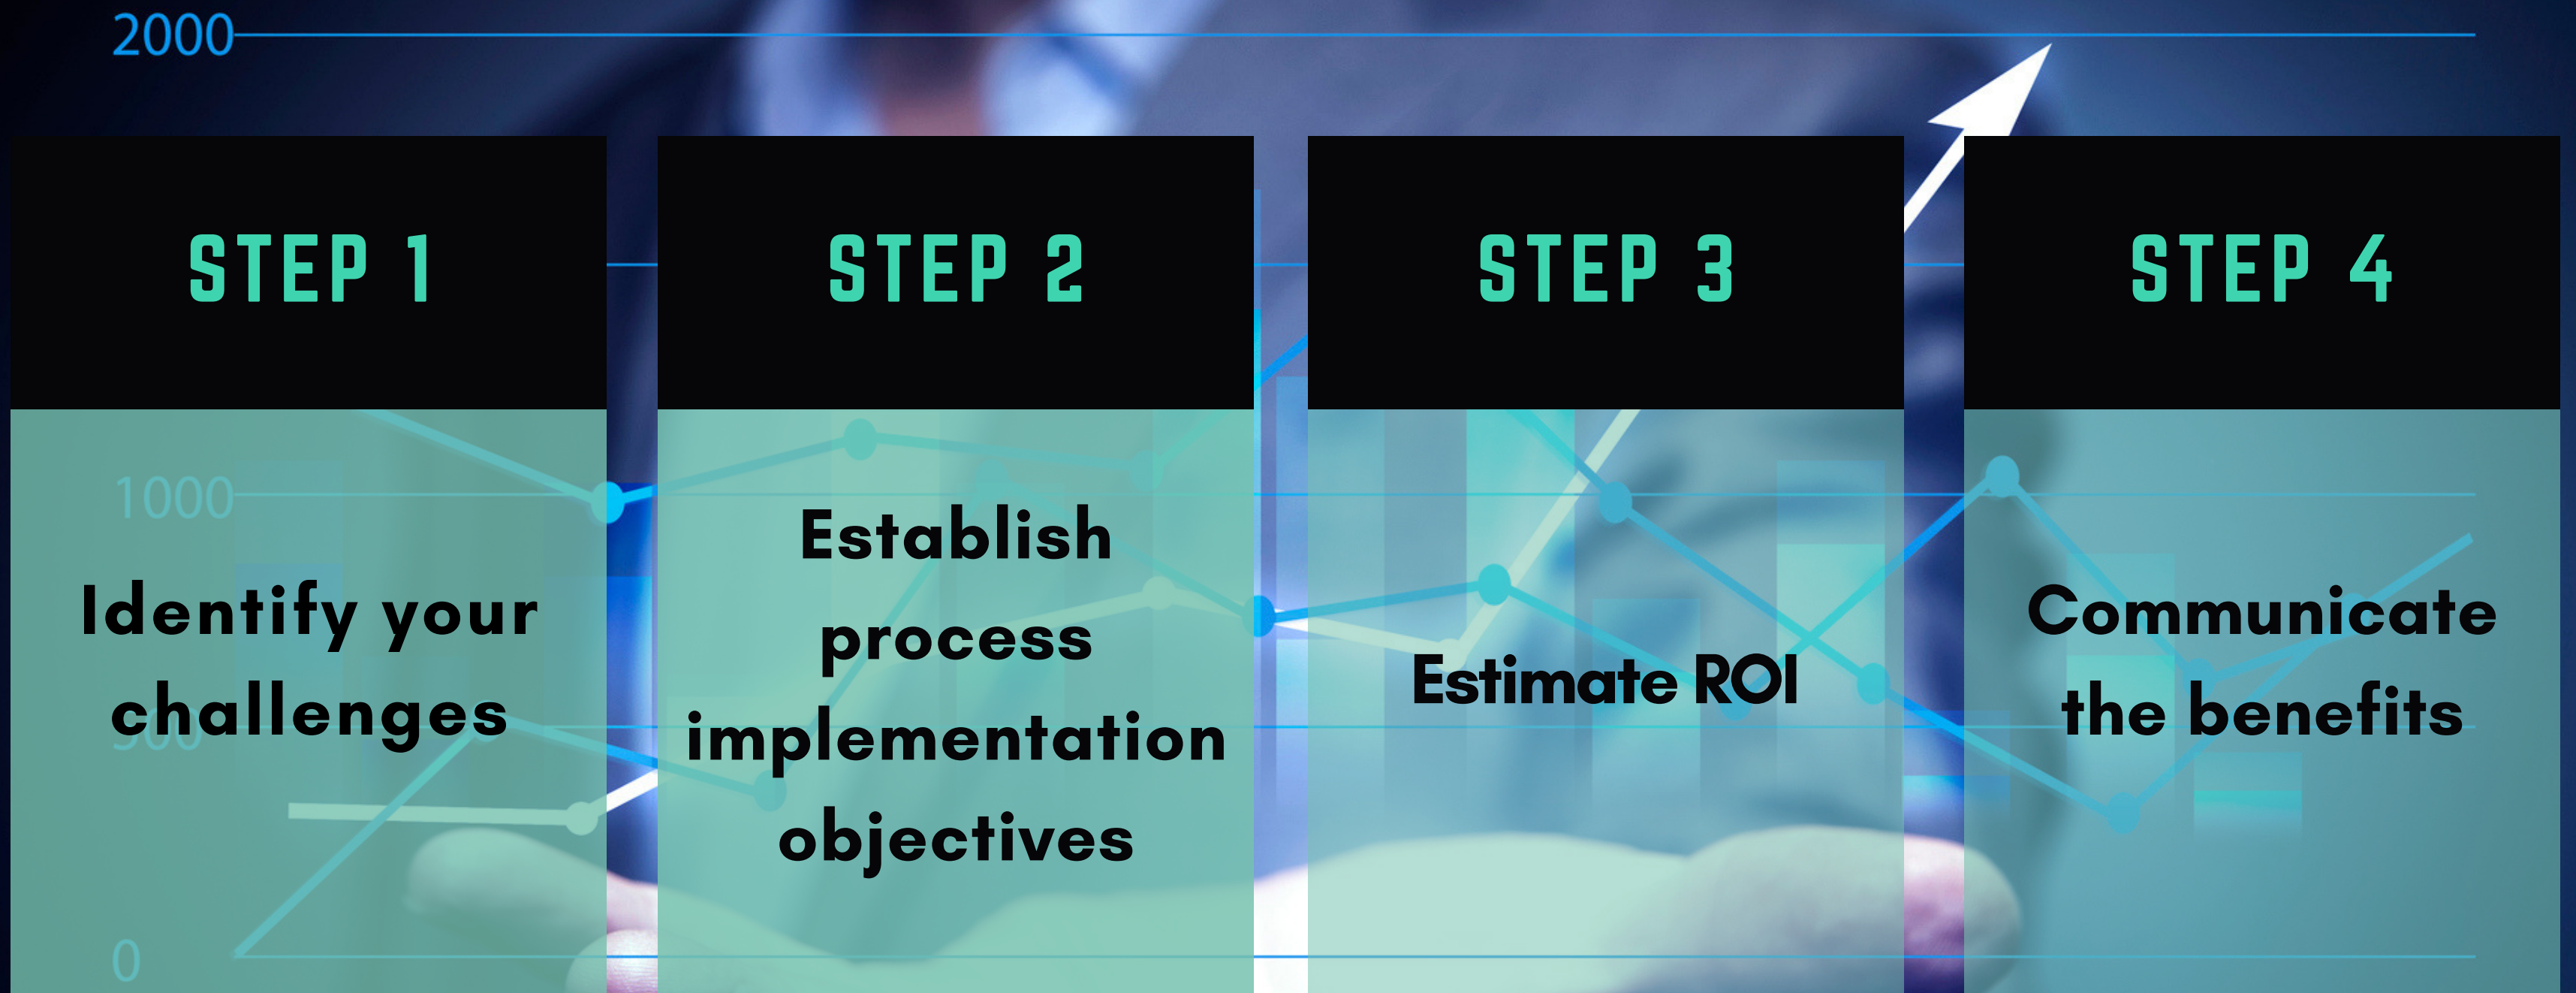 2000
STEP 1
STEP 2
STEP 3
STEP 4
1000
Identify your
challenges
Establish
process
implementation
objectives
Estimate ROI
Communicate
the benefits
500
0